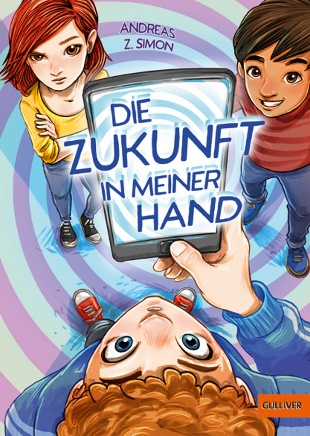 ANDREAS
Z. SIMON
DIE
ZUKUNFT
IN MEINER
HAND
GULLIVER